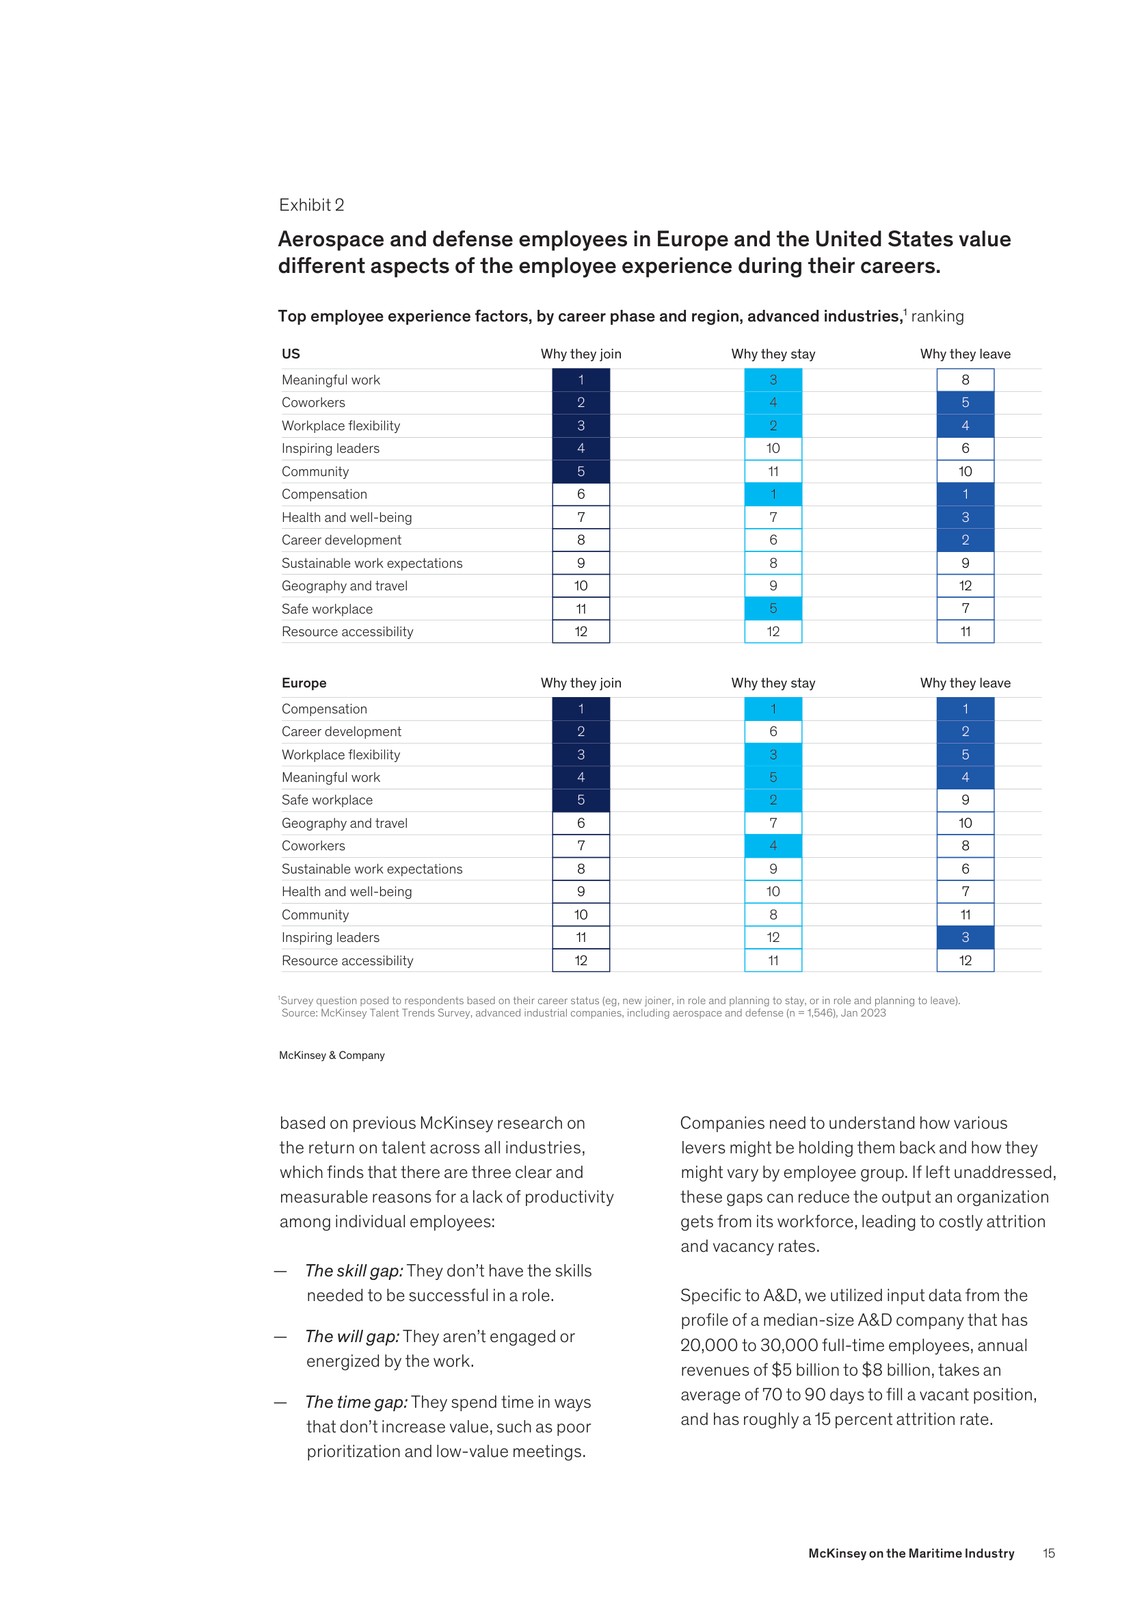 Exhibit 2
Aerospace and defense employees in Europe and the United States value
different aspects of the employee experience during their careers.
Top employee experience factors, by career phase and region, advanced industries,¹ ranking
US Why they join Why they stay Why they leave
Meaningful work 1 3 8
Coworkers 2 4 5
Workplace flexibility 3 2 4
Inspiring leaders 4 10 6
Community 5 11 10
Compensation 6 1 1
Health and well-being 7 7 3
Career development 8 6 2
Sustainable work expectations 9 8 9
Geography and travel 10 9 12
Safe workplace 11 5 7
Resource accessibility 12 12 11
Europe Why they join Why they stay Why they leave
Compensation 1 1 1
Career development 2 6 2
Workplace flexibility 3 3 5
Meaningful work 4 5 4
Safe workplace 5 2 9
Geography and travel 6 7 10
Coworkers 7 4 8
Sustainable work expectations 8 9 6
Health and well-being 9 10 7
Community 10 8 11
Inspiring leaders 11 12 3
Resource accessibility 12 11 12
¹Survey question posed to respondents based on their career status (eg, new joiner, in role and planning to stay, or in role and planning to leave).
Source: McKinsey Talent Trends Survey, advanced industrial companies, including aerospace and defense (n = 1,546), Jan 2023
McKinsey & Company
based on previous McKinsey research on
the return on talent across all industries,
which finds that there are three clear and
measurable reasons for a lack of productivity
among individual employees:
— The skill gap: They don't have the skills
needed to be successful in a role.
— The will gap: They aren't engaged or
energized by the work.
— The time gap: They spend time in ways
that don't increase value, such as poor
prioritization and low-value meetings.
Companies need to understand how various
levers might be holding them back and how they
might vary by employee group. If left unaddressed,
these gaps can reduce the output an organization
gets from its workforce, leading to costly attrition
and vacancy rates.
Specific to A&D, we utilized input data from the
profile of a median-size A&D company that has
20,000 to 30,000 full-time employees, annual
revenues of $5 billion to $8 billion, takes an
average of 70 to 90 days to fill a vacant position,
and has roughly a 15 percent attrition rate.
McKinsey on the Maritime Industry 15